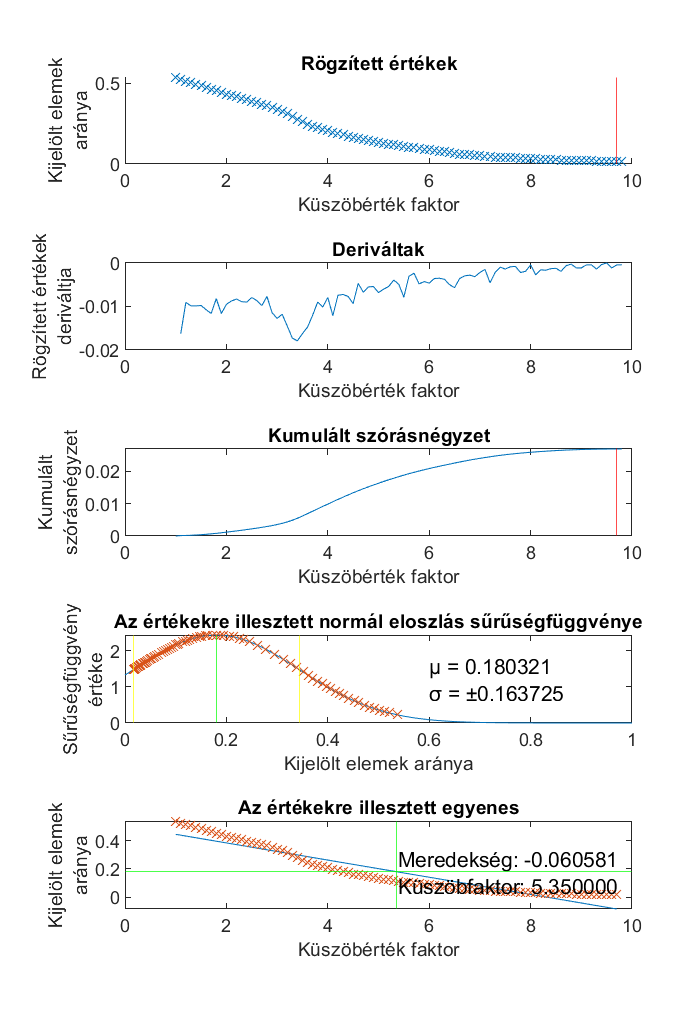 Rögzített értékek
Kijelölt elemek
aránya
0.5
0
0
2
4
6
8
10
Küszöbérték faktor
Deriváltak
Rögzített értékek
deriváltja
0
-0.01
-0.02
0
2
4
6
8
10
Küszöbérték faktor
Kumulált szórásnégyzet
Kumulált
szórásnégyzet
0.02
0.01
0
0
2
4
6
8
10
Küszöbérték faktor
Az értékekre illesztett normál eloszlás sűrűségfüggvénye
Sűrűségfüggvény
értéke
2
1
0
μ = 0.180321
σ = ±0.163725
0
0.2
0.4
0.6
0.8
1
Kijelölt elemek aránya
Az értékekre illesztett egyenes
Kijelölt elemek
aránya
0.4
0.2
0
Meredekség: -0.060581
Küszöbfaktor: 5.350000
0
2
4
6
8
10
Küszöbérték faktor